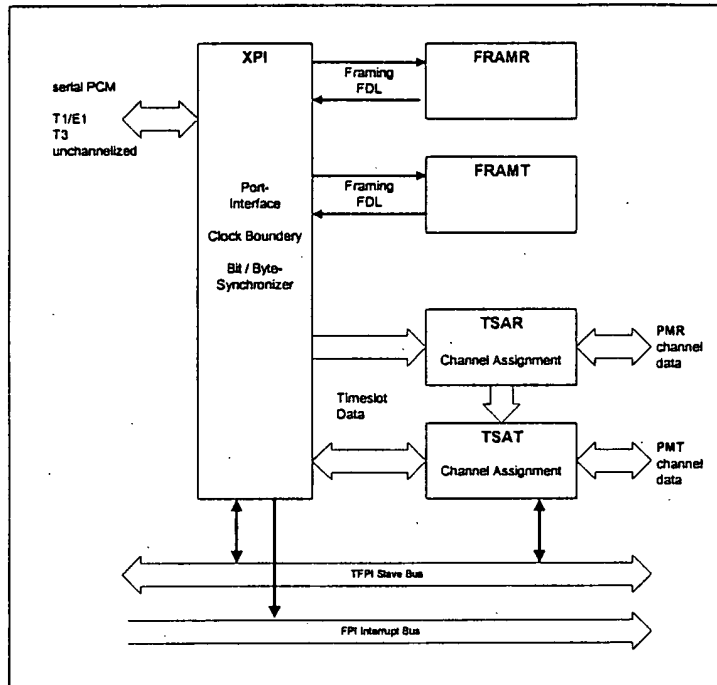 XPI
serial PCM
T1/E1
T3
unchannelized
Port-
Interface
Clock Boundary
Bit / Byte-
Synchronizer
Framing
FDL
FRAMR
Framing
FDL
FRAMT
TSAR
Channel Assignment
PMR
channel
data
Timeslot
Data
TSAT
Channel Assignment
PMT
channel
data
TFPI Slave Bus
FPI Interrupt Bus